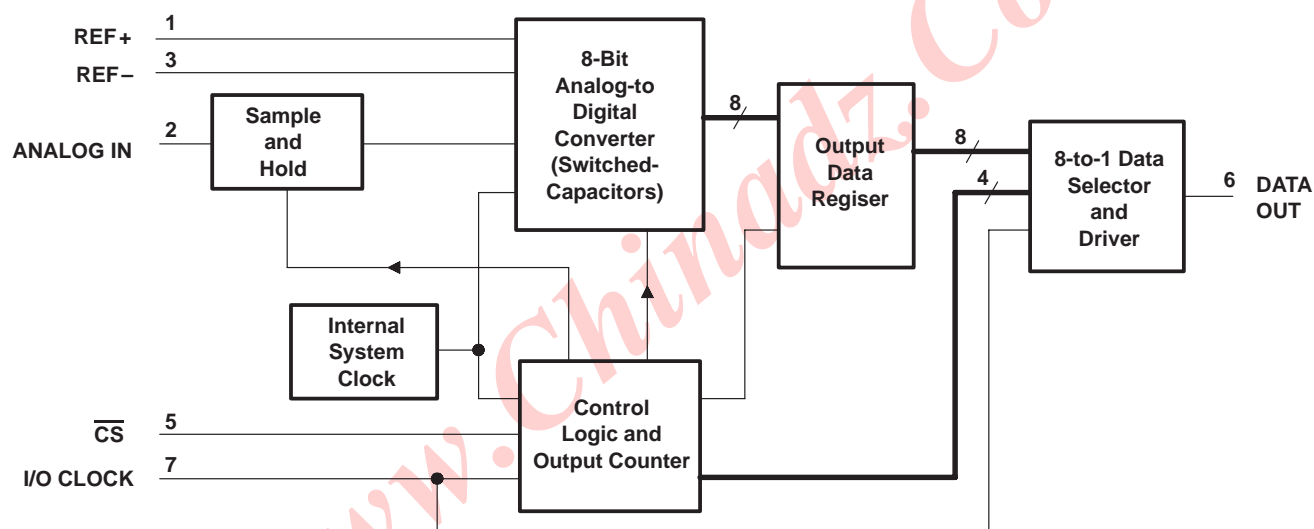 REF+
1
REF–
3
ANALOG IN
2
Sample
and
Hold
8-Bit
Analog-to
Digital
Converter
(Switched-
Capacitors)
8
Output
Data
Regiser
8
4
8-to-1 Data
Selector
and
Driver
6
DATA
OUT
Internal
System
Clock
CS
5
I/O CLOCK
7
Control
Logic and
Output Counter
www.Chinadz.Co